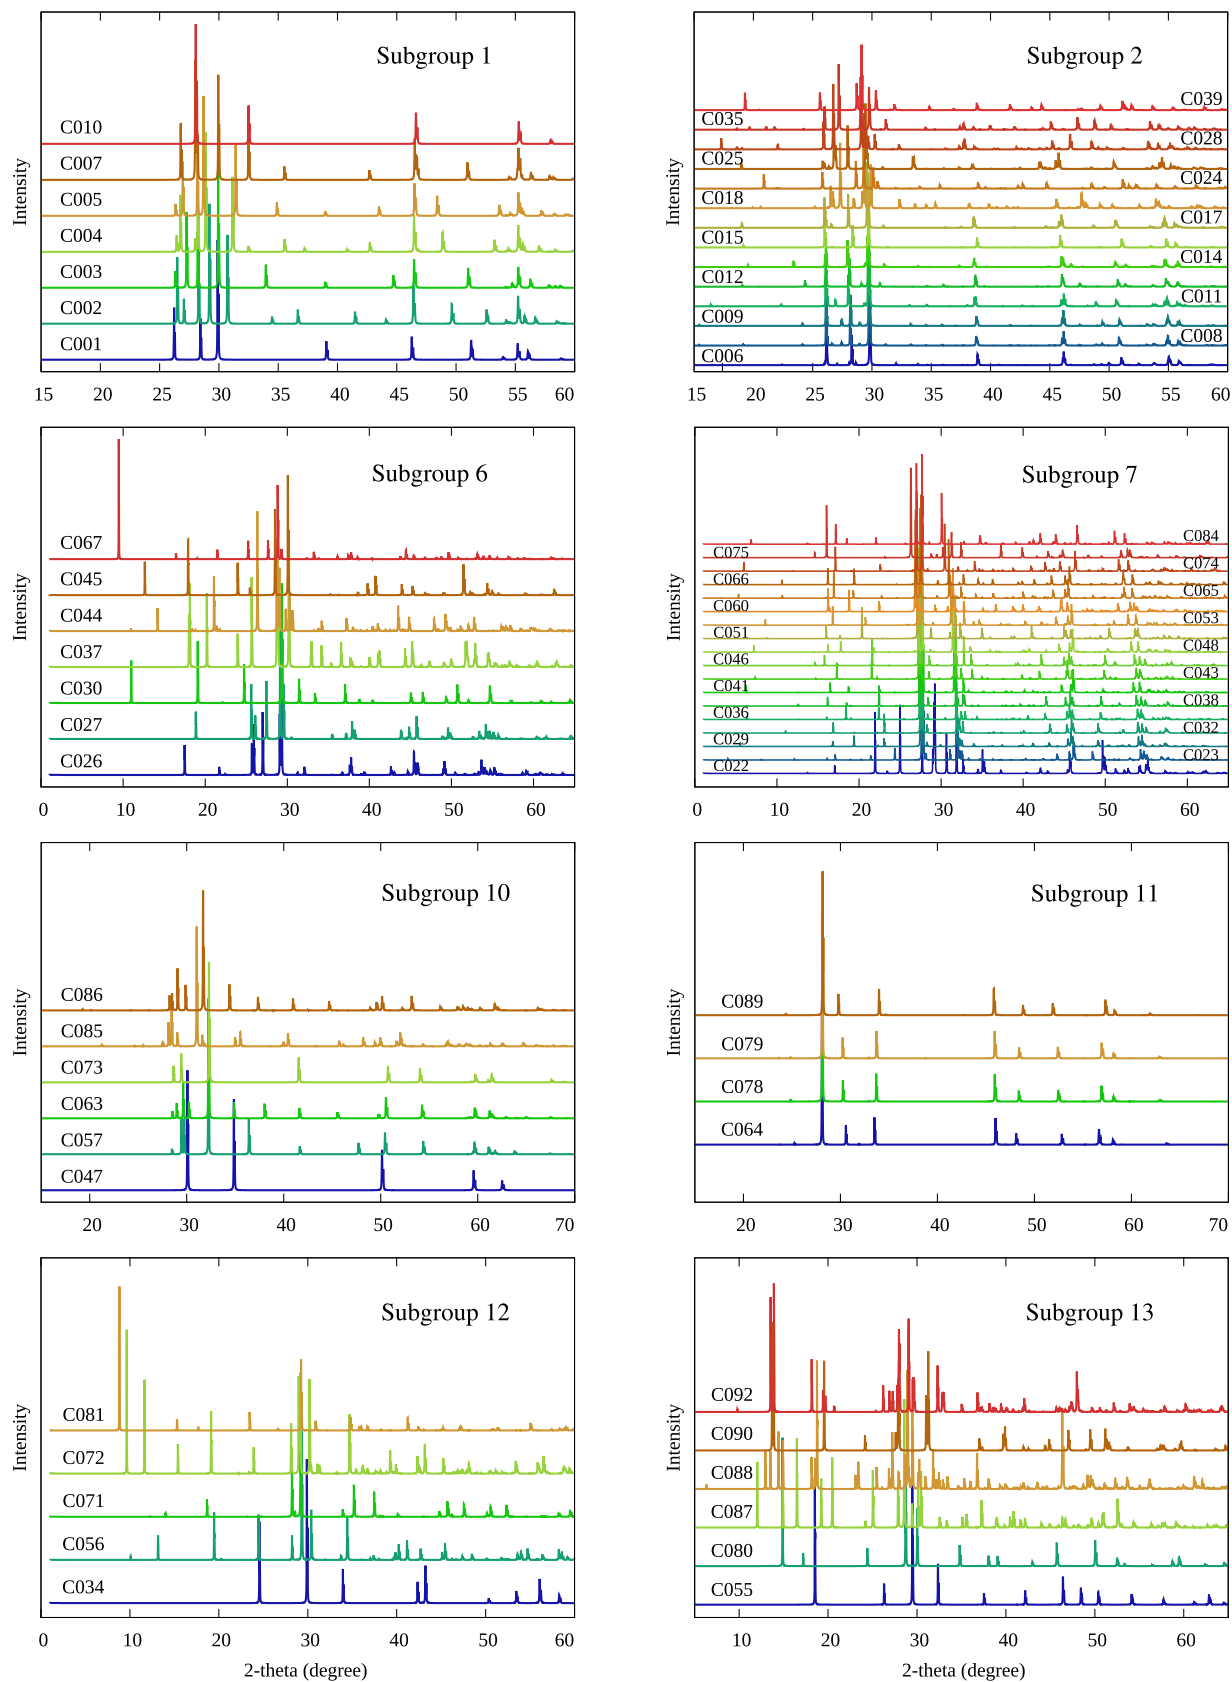 Subgroup 1
C010
C007
C005
C004
C003
C002
C001
Intensity
15 20 25 30 35 40 45 50 55 60
Subgroup 2
C039
C035
C028
C025
C024
C018
C017
C015
C014
C012
C011
C009
C008
C006
Intensity
15 20 25 30 35 40 45 50 55 60
Subgroup 6
C067
C045
C044
C037
C030
C027
C026
Intensity
0 10 20 30 40 50 60
Subgroup 7
C084
C075
C074
C066
C065
C060
C053
C051
C048
C046
C043
C041
C038
C036
C032
C029
C023
C022
Intensity
0 10 20 30 40 50 60
Subgroup 10
C086
C085
C073
C063
C057
C047
Intensity
20 30 40 50 60 70
Subgroup 11
C089
C079
C078
C064
Intensity
20 30 40 50 60 70
Subgroup 12
C081
C072
C071
C056
C034
Intensity
0 10 20 30 40 50 60
2-theta (degree)
Subgroup 13
C092
C090
C088
C087
C080
C055
Intensity
10 20 30 40 50 60
2-theta (degree)